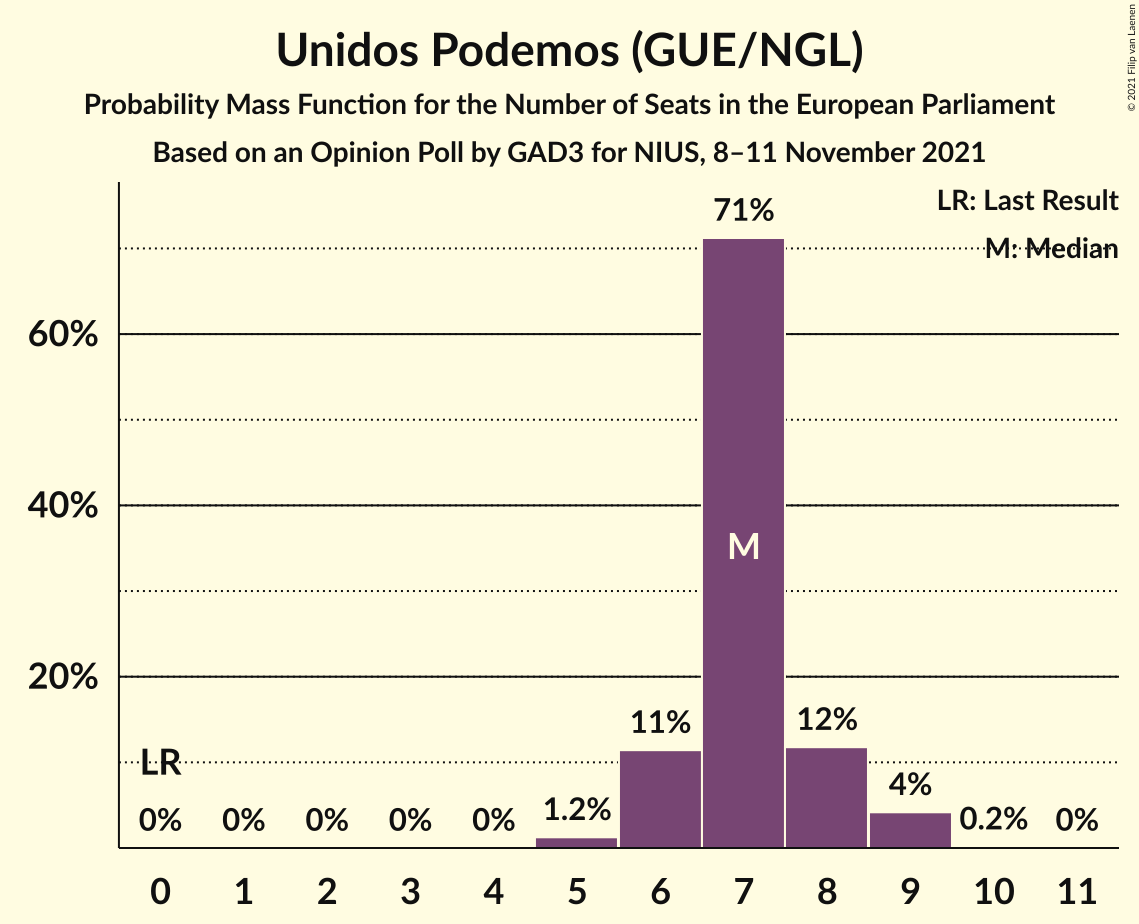 Unidos Podemos (GUE/NGL)
Probability Mass Function for the Number of Seats in the European Parliament
Based on an Opinion Poll by GAD3 for NIUS, 8–11 November 2021
© 2021 Filip van Laenen
LR: Last Result
M: Median
71%
60%
40%
M
20%
11%
12%
LR
4%
0% 0% 0% 0% 0% 1.2% 0.2% 0%
0 1 2 3 4 5 6 7 8 9 10 11